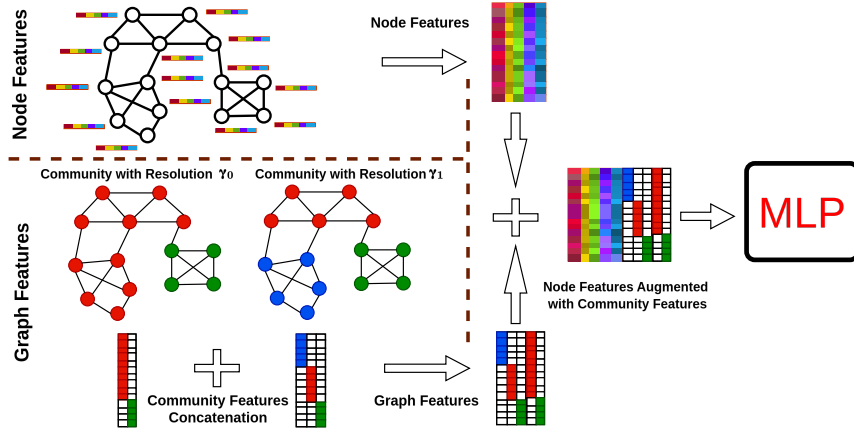 Node Features
Node Features
Community with Resolution γ0
Community with Resolution γ1
Graph Features
Community Features
Concatenation
Graph Features
Node Features Augmented
with Community Features
MLP